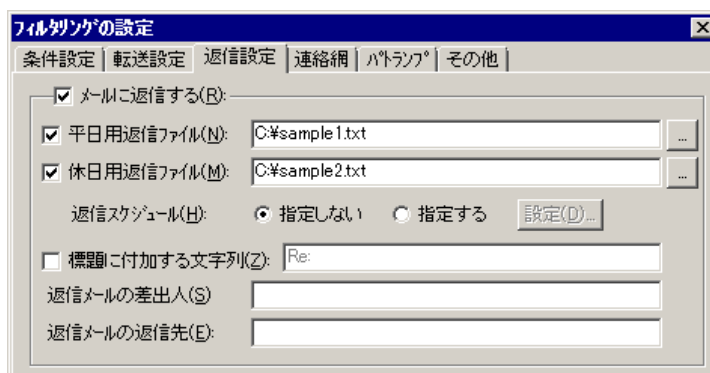 フィルタリングの設定
条件設定 転送設定 返信設定 連絡網 パトランプ その他
メールに返信する(R):
平日用返信ファイル(N): C:¥sample1.txt ...
休日用返信ファイル(M): C:¥sample2.txt ...
返信スケジュール(H): 指定しない 指定する 設定(D)...
標題に付加する文字列(Z): Re:
返信メールの差出人(S)
返信メールの返信先(E):